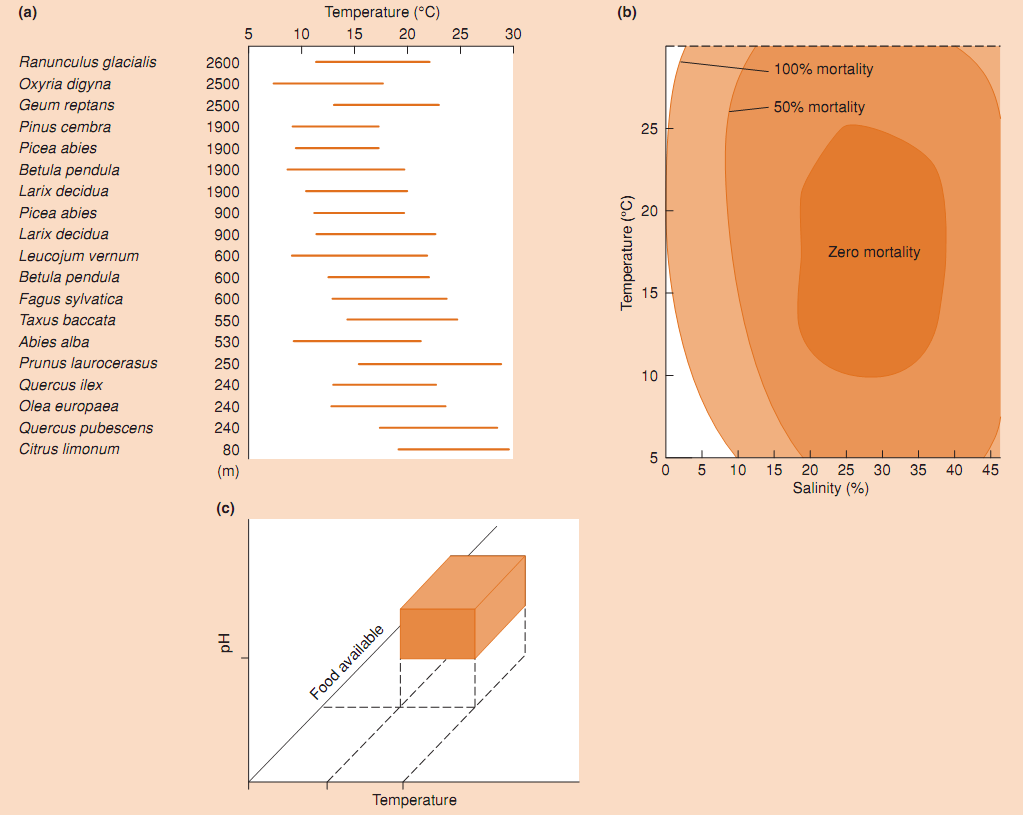 (a)
Temperature (°C)
5 10 15 20 25 30
Ranunculus glacialis 2600
Oxyria digyna 2500
Geum reptans 2500
Pinus cembra 1900
Picea abies 1900
Betula pendula 1900
Larix decidua 1900
Picea abies 900
Larix decidua 900
Leucojum vernum 600
Betula pendula 600
Fagus sylvatica 600
Taxus baccata 550
Abies alba 530
Prunus laurocerasus 250
Quercus ilex 240
Olea europaea 240
Quercus pubescens 240
Citrus limonum 80
(m)
(b)
100% mortality
50% mortality
Zero mortality
Temperature (°C)
25
20
15
10
5
0 5 10 15 20 25 30 35 40 45
Salinity (%)
(c)
pH
Food available
Temperature